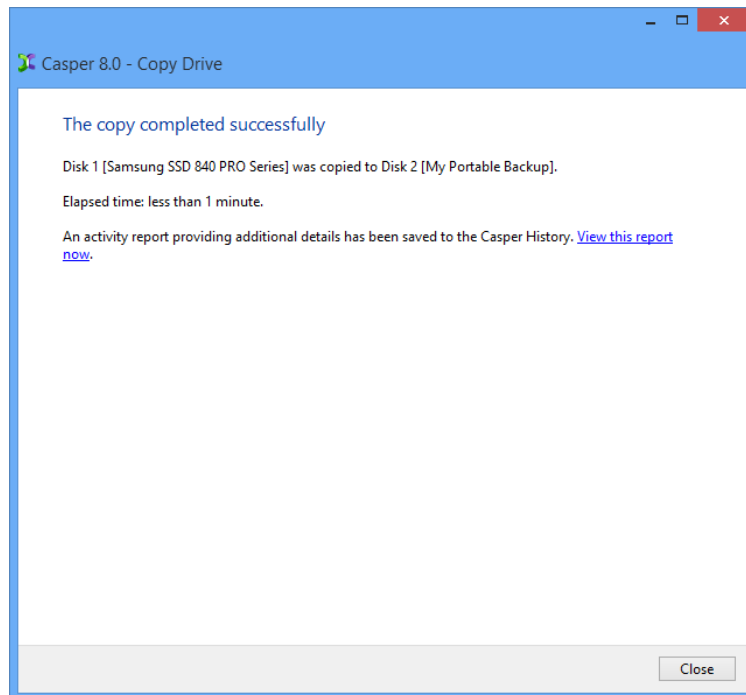 Casper 8.0 - Copy Drive
The copy completed successfully
Disk 1 [Samsung SSD 840 PRO Series] was copied to Disk 2 [My Portable Backup].
Elapsed time: less than 1 minute.
An activity report providing additional details has been saved to the Casper History. View this report
now.
Close